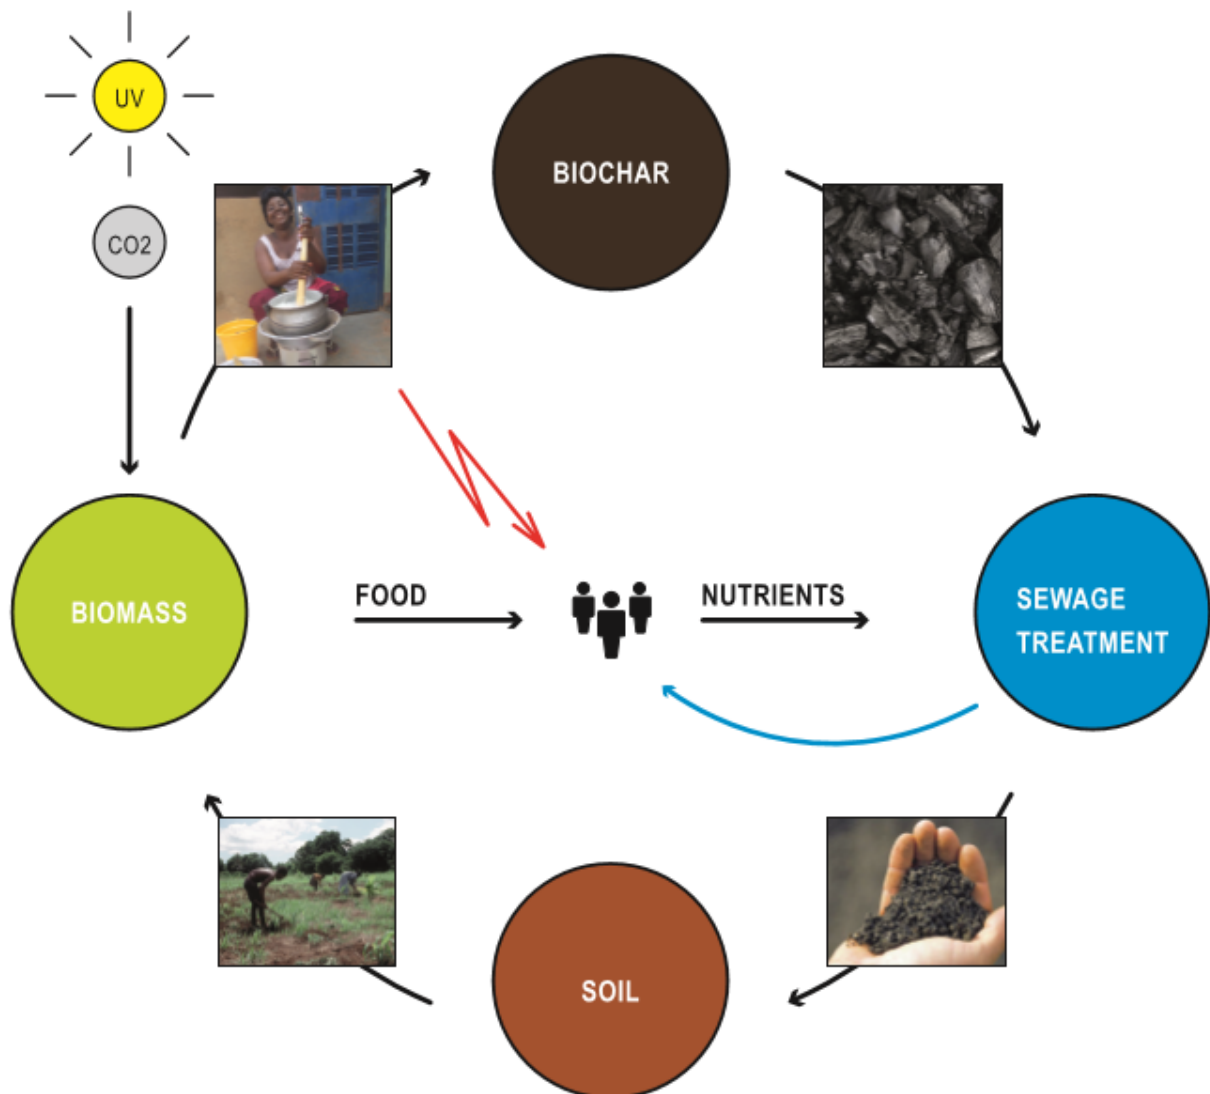 UV
CO2
BIOCHAR
BIOMASS
FOOD
NUTRIENTS
SEWAGE
TREATMENT
SOIL